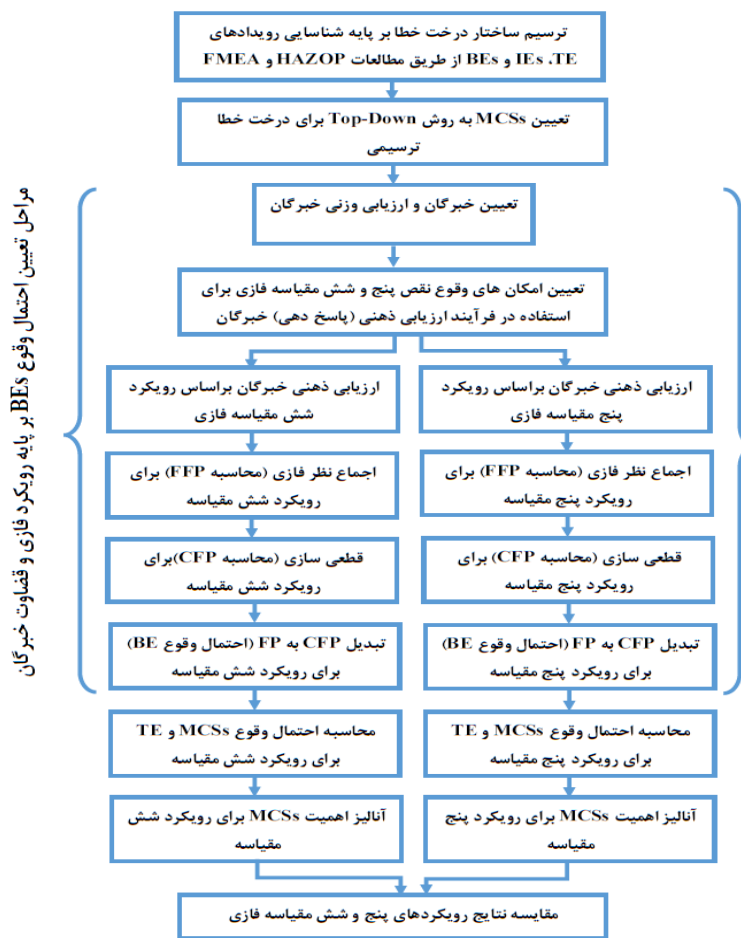 ترسیم ساختار درخت خطا بر پایه شناسایی رویدادهای
TE، IEs و BEs از طریق مطالعات HAZOP و FMEA
تعیین MCSs به روش Top-Down برای درخت خطا
ترسیمی
مراحل تعیین احتمال وقوع BEs بر پایه رویکرد فازی و قضاوت خبرگان
تعیین خبرگان و ارزیابی وزنی خبرگان
تعیین امکان های وقوع نقص پنج و شش مقیاسه فازی برای
استفاده در فرآیند ارزیابی ذهنی (پاسخ دهی) خبرگان
ارزیابی ذهنی خبرگان براساس رویکرد
پنج مقیاسه فازی
ارزیابی ذهنی خبرگان براساس رویکرد
شش مقیاسه فازی
اجماع نظر فازی (محاسبه FFP) برای
رویکرد پنج مقیاسه
اجماع نظر فازی (محاسبه FFP) برای
رویکرد شش مقیاسه
قطعی سازی (محاسبه CFP) برای
رویکرد پنج مقیاسه
قطعی سازی (محاسبه CFP)برای
رویکرد شش مقیاسه
تبدیل CFP به FP (احتمال وقوع BE)
برای رویکرد پنج مقیاسه
تبدیل CFP به FP (احتمال وقوع BE)
برای رویکرد شش مقیاسه
محاسبه احتمال وقوع MCSs و TE
برای رویکرد پنج مقیاسه
محاسبه احتمال وقوع MCSs و TE
برای رویکرد شش مقیاسه
آنالیز اهمیت MCSs برای رویکرد پنج
مقیاسه
آنالیز اهمیت MCSs برای رویکرد شش
مقیاسه
مقایسه نتایج رویکردهای پنج و شش مقیاسه فازی